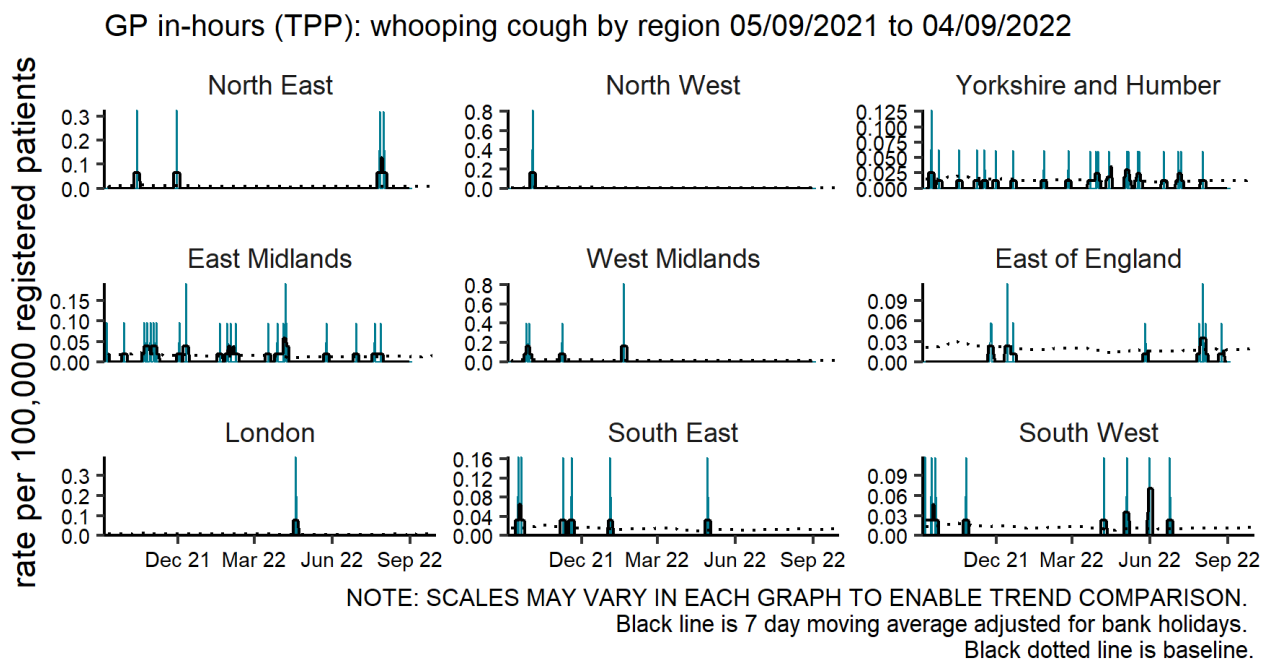 GP in-hours (TPP): whooping cough by region 05/09/2021 to 04/09/2022
rate per 100,000 registered patients
North East
0.3
0.2
0.1
0.0
North West
0.8
0.6
0.4
0.2
0.0
Yorkshire and Humber
0.125
0.100
0.075
0.050
0.025
0.000
East Midlands
0.15
0.10
0.05
0.00
West Midlands
0.8
0.6
0.4
0.2
0.0
East of England
0.09
0.06
0.03
0.00
London
0.3
0.2
0.1
0.0
Dec 21 Mar 22 Jun 22 Sep 22
South East
0.16
0.12
0.08
0.04
0.00
Dec 21 Mar 22 Jun 22 Sep 22
South West
0.09
0.06
0.03
0.00
Dec 21 Mar 22 Jun 22 Sep 22
NOTE: SCALES MAY VARY IN EACH GRAPH TO ENABLE TREND COMPARISON.
Black line is 7 day moving average adjusted for bank holidays.
Black dotted line is baseline.